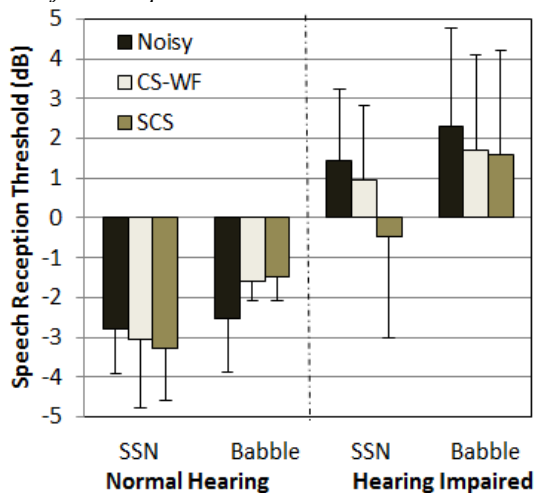 Speech Reception Threshold (dB)
5
4
3
2
1
0
-1
-2
-3
-4
-5
Noisy
CS-WF
SCS
SSN Babble SSN Babble
Normal Hearing Hearing Impaired